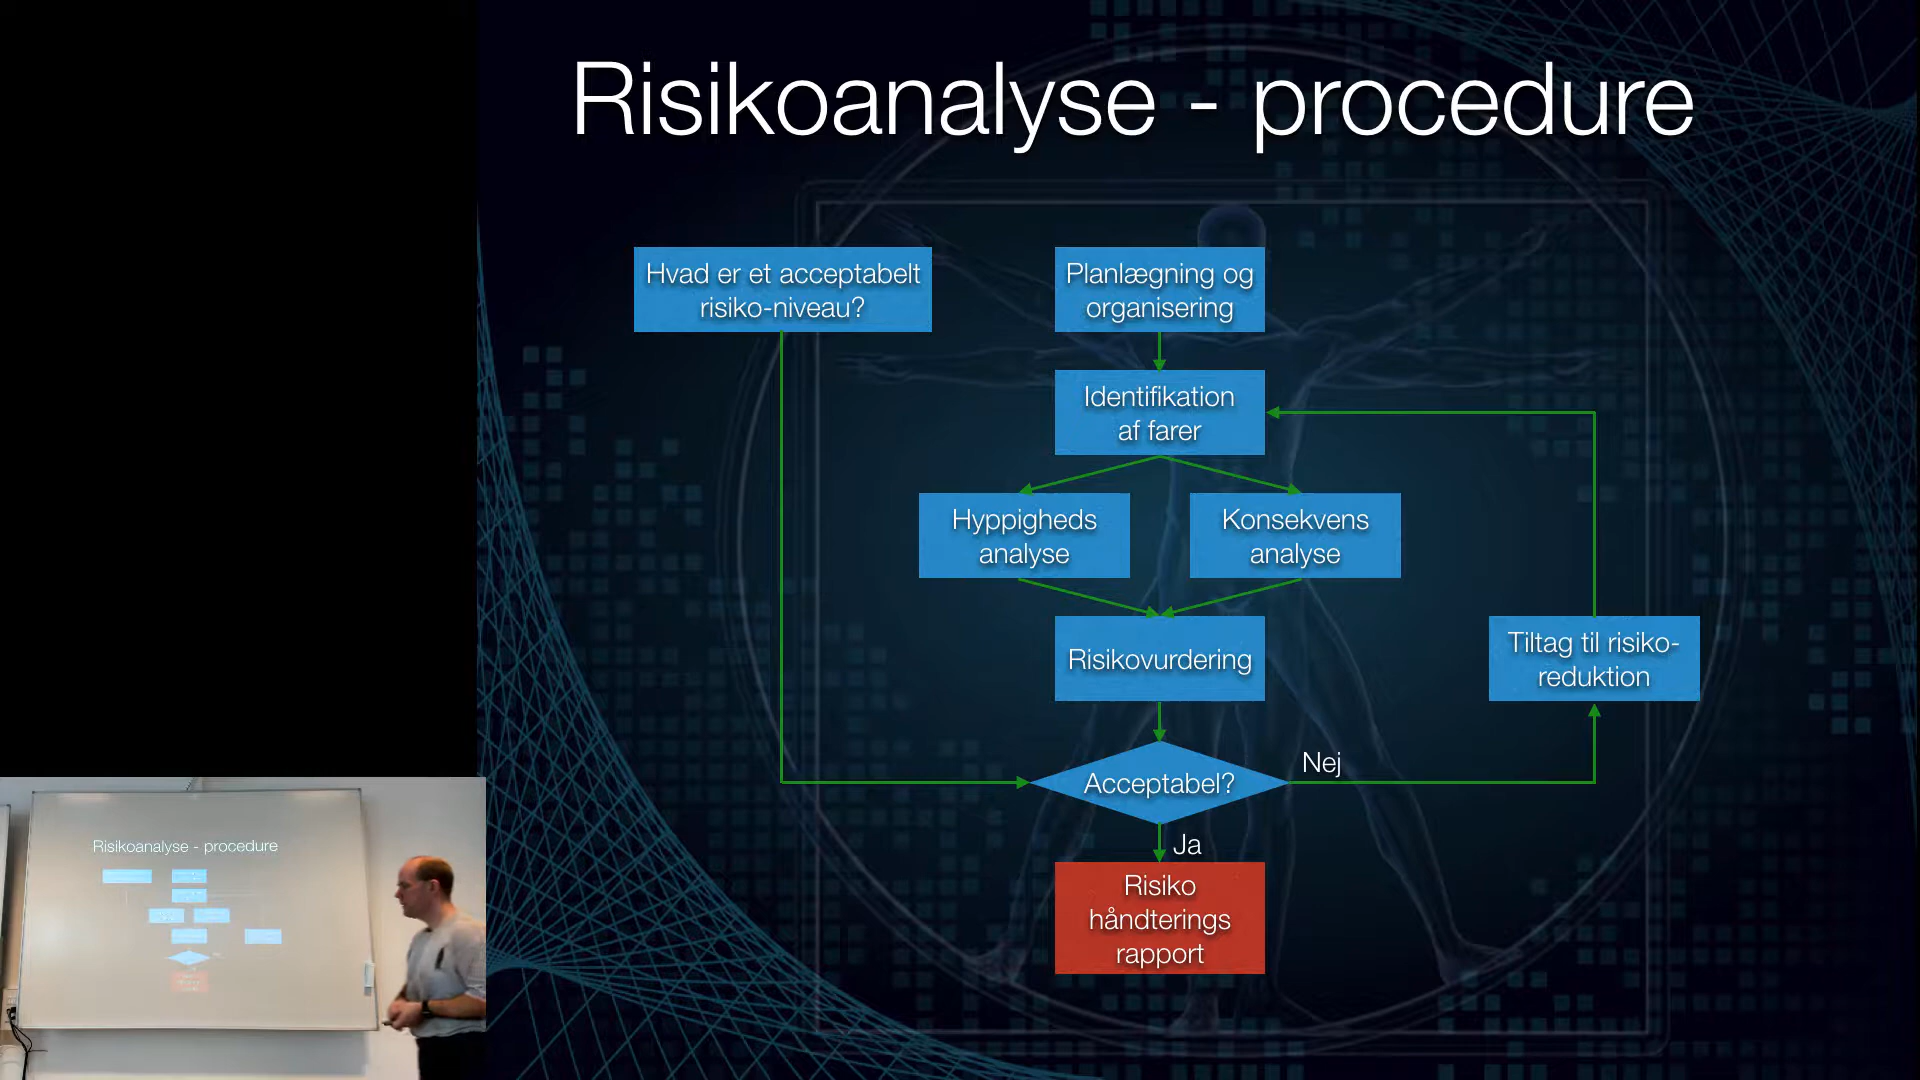 Risikoanalyse - procedure
Hvad er et acceptabelt
risiko-niveau?
Planlægning og
organisering
Identifikation
af farer
Hyppigheds
analyse
Konsekvens
analyse
Risikovurdering
Tiltag til risiko-
reduktion
Acceptabel?
Nej
Ja
Risiko
håndterings
rapport
Risikoanalyse - procedure